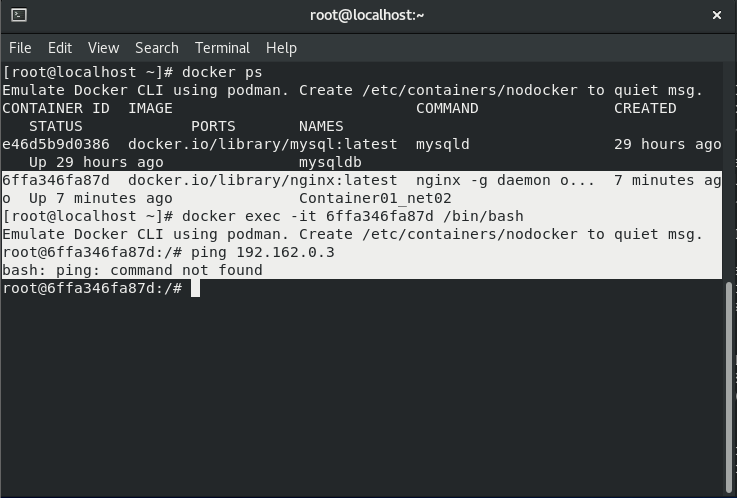 root@localhost:~
File Edit View Search Terminal Help
[root@localhost ~]# docker ps
Emulate Docker CLI using podman. Create /etc/containers/nodocker to quiet msg.
CONTAINER ID  IMAGE                           COMMAND               CREATED
   STATUS            PORTS       NAMES
e46d5b9d0386  docker.io/library/mysql:latest  mysqld                29 hours ago
   Up 29 hours ago               mysqldb
6ffa346fa87d  docker.io/library/nginx:latest  nginx -g daemon o...  7 minutes ag
o  Up 7 minutes ago              Container01_net02
[root@localhost ~]# docker exec -it 6ffa346fa87d /bin/bash
Emulate Docker CLI using podman. Create /etc/containers/nodocker to quiet msg.
root@6ffa346fa87d:/# ping 192.162.0.3
bash: ping: command not found
root@6ffa346fa87d:/#